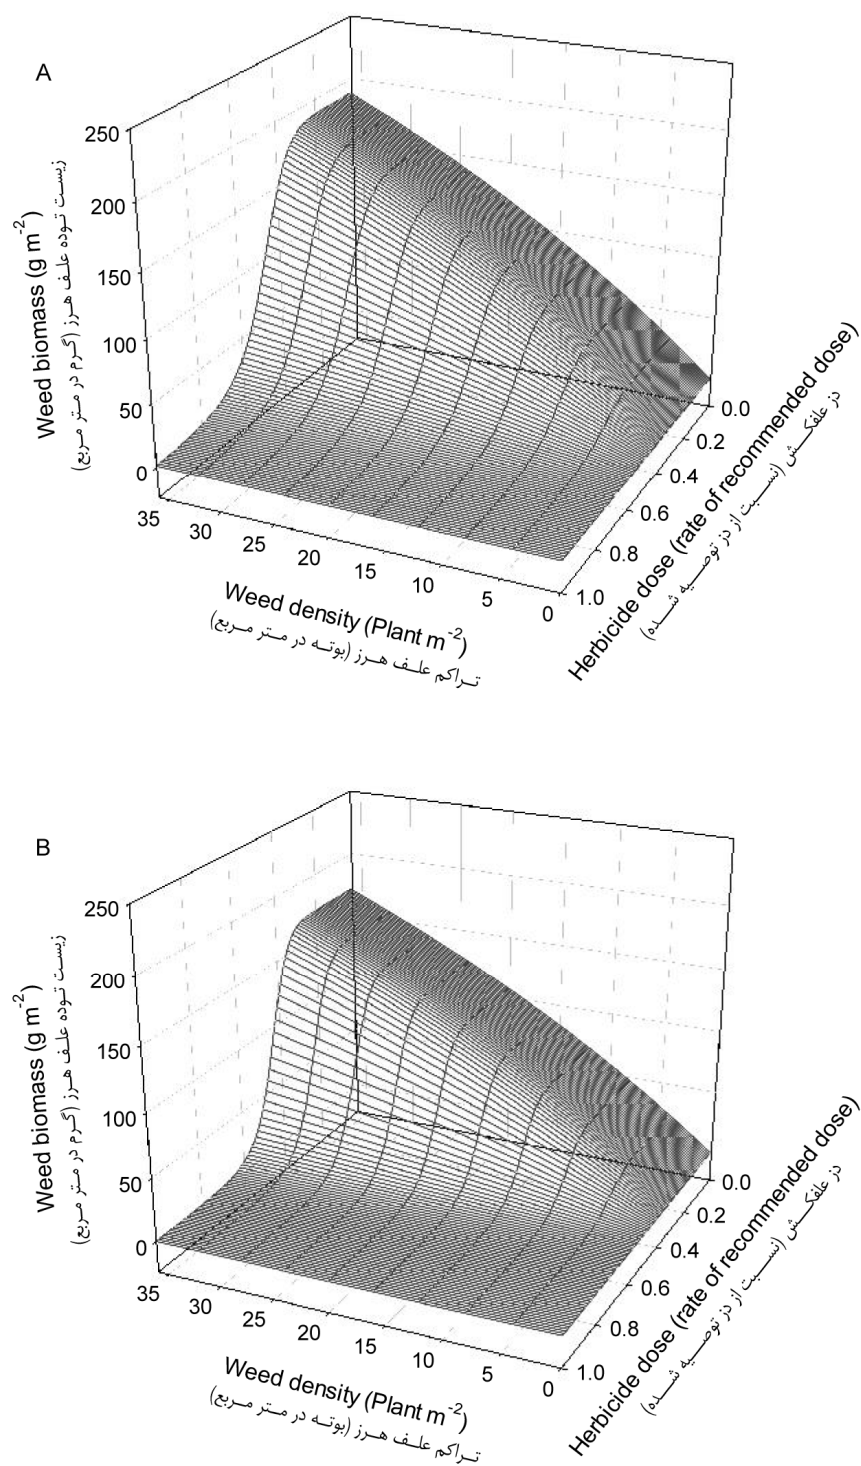 A
250
200
150
100
50
0
Weed biomass (g m-2)
زیست توده علف هرز (گرم در متر مربع)
35
30
25
20
15
10
5
0
Weed density (Plant m-2)
تراکم علف هرز (بوته در متر مربع)
0.0
0.2
0.4
0.6
0.8
1.0
Herbicide dose (rate of recommended dose)
دز علفکش (نسبت از دز توصیه شده)
B
250
200
150
100
50
0
Weed biomass (g m-2)
زیست توده علف هرز (گرم در متر مربع)
35
30
25
20
15
10
5
0
Weed density (Plant m-2)
تراکم علف هرز (بوته در متر مربع)
0.0
0.2
0.4
0.6
0.8
1.0
Herbicide dose (rate of recommended dose)
دز علفکش (نسبت از دز توصیه شده)